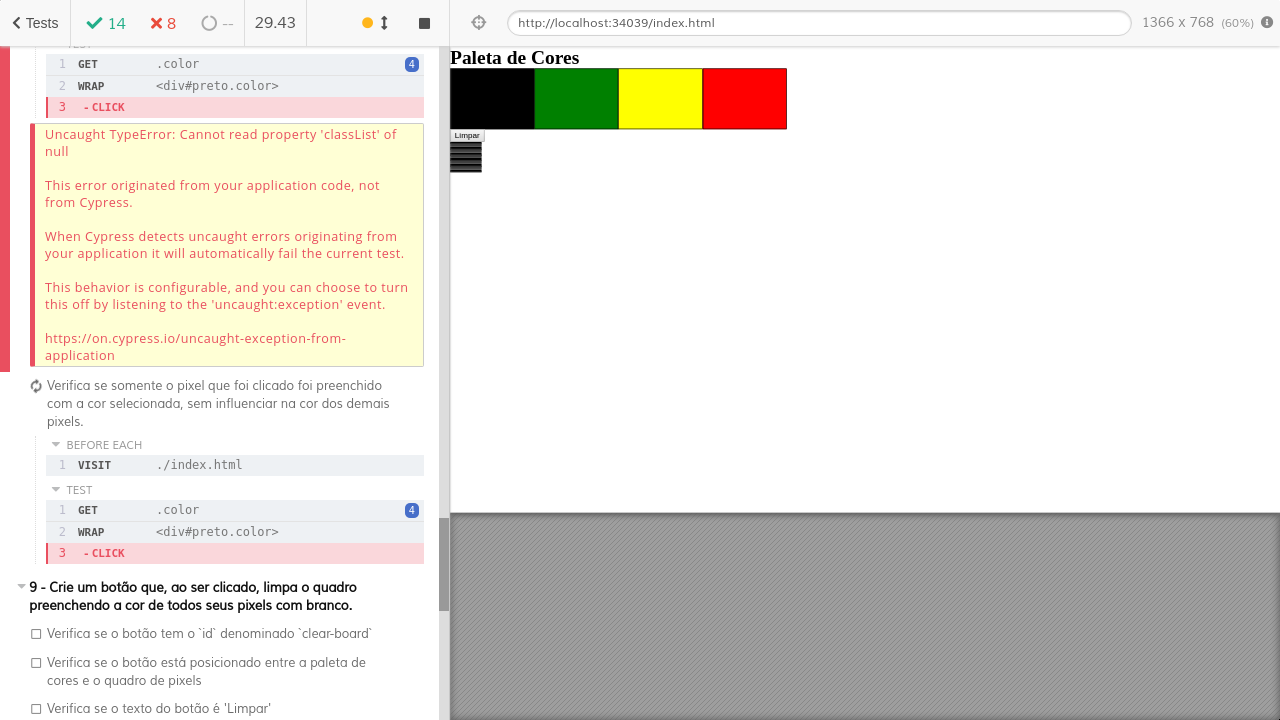 Tests
14
8
--
29.43
http://localhost:34039/index.html
1366 x 768 (60%)
TEST
1 GET .color 4
2 WRAP <div#preto.color>
3 - CLICK
Uncaught TypeError: Cannot read property 'classList' of
null
This error originated from your application code, not
from Cypress.
When Cypress detects uncaught errors originating from
your application it will automatically fail the current test.
This behavior is configurable, and you can choose to turn
this off by listening to the 'uncaught:exception' event.
https://on.cypress.io/uncaught-exception-from-
application
Verifica se somente o pixel que foi clicado foi preenchido
com a cor selecionada, sem influenciar na cor dos demais
pixels.
BEFORE EACH
1 VISIT ./index.html
TEST
1 GET .color 4
2 WRAP <div#preto.color>
3 - CLICK
9 - Crie um botão que, ao ser clicado, limpa o quadro
preenchendo a cor de todos seus pixels com branco.
Verifica se o botão tem o `id` denominado `clear-board`
Verifica se o botão está posicionado entre a paleta de
cores e o quadro de pixels
Verifica se o texto do botão é 'Limpar'
Paleta de Cores
Limpar